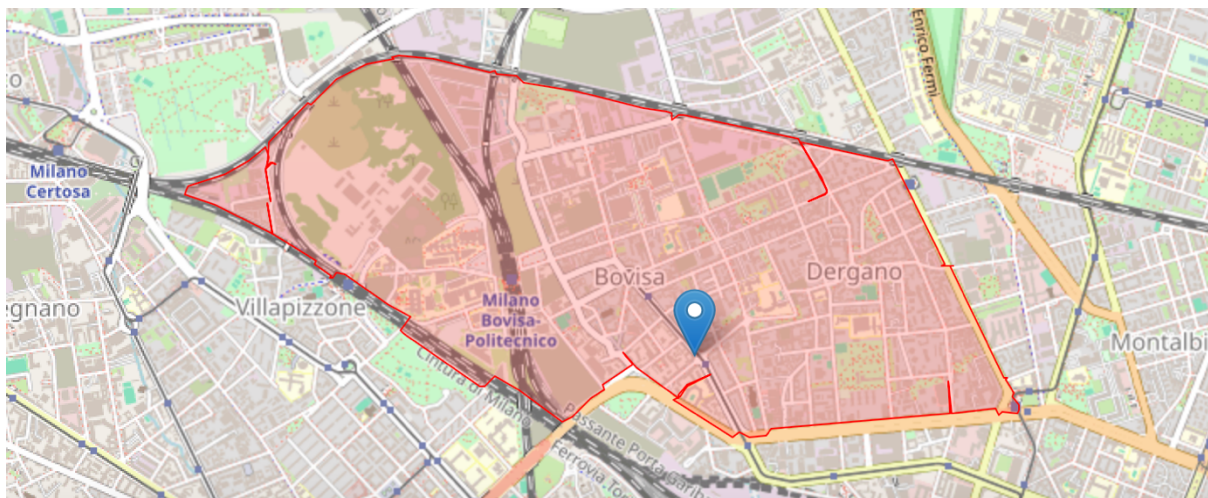 Enrico Fermi
Milano
Certosa
Bovisa
Dergano
egnano
Villapizzone
Milano
Bovisa-
Politecnico
Montalbi
Cintura di Milano
Passante Porta Garib
Ferrovia To